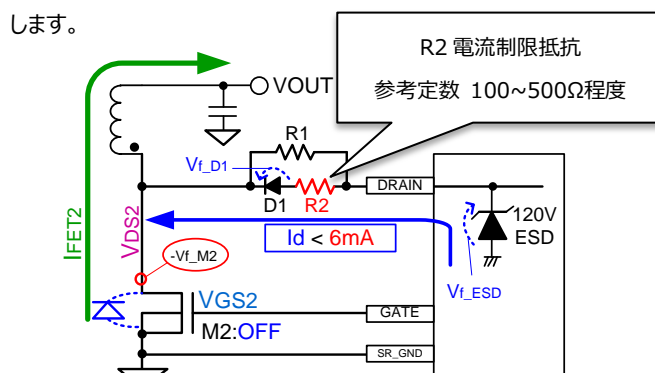 します。
R2 電流制限抵抗
参考定数 100~500Ω程度
VOUT
R1
Vf_D1
D1
R2
DRAIN
120V
ESD
Id < 6mA
IFET2
VDS2
-Vf_M2
Vf_ESD
VGS2
GATE
M2:OFF
SR_GND